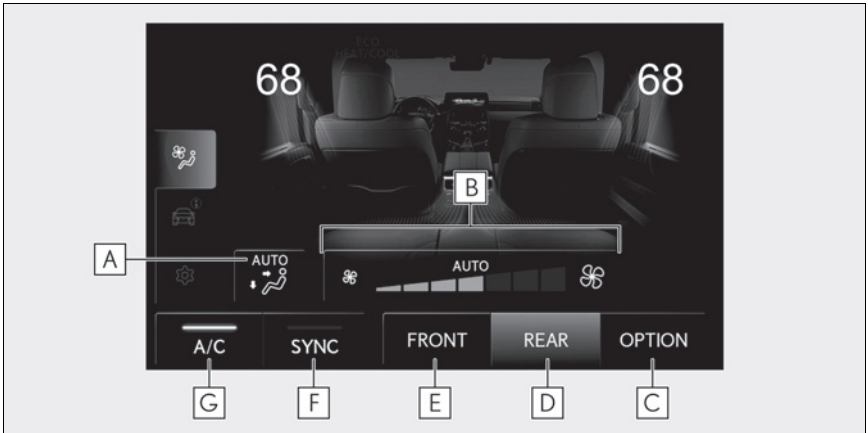 ECO
HEAT/COOL
68 68
B
A
AUTO
AUTO
A/C SYNC FRONT REAR OPTION
G F E D C